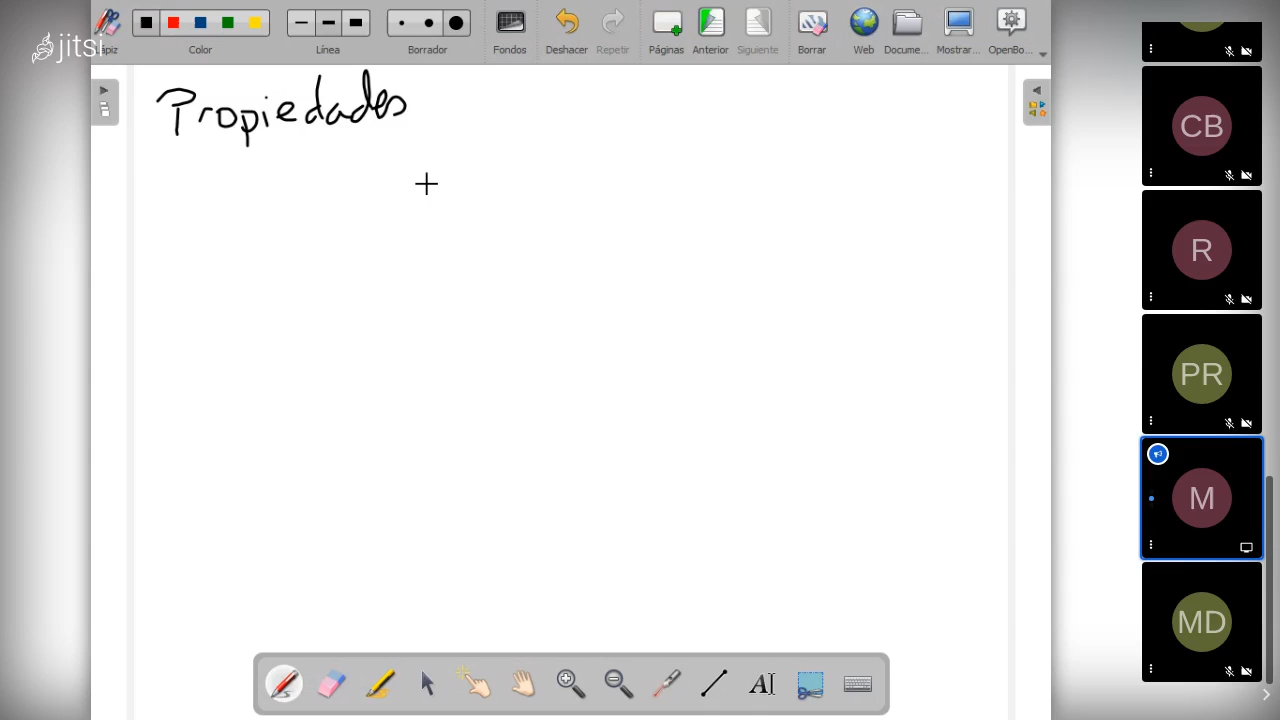 jitsi
Lápiz Color Línea Borrador Fondos Deshacer Repetir Páginas Anterior Siguiente Borrar Web Docume... Mostrar... OpenBo...
Propiedades
CB
R
PR
M
MD
A